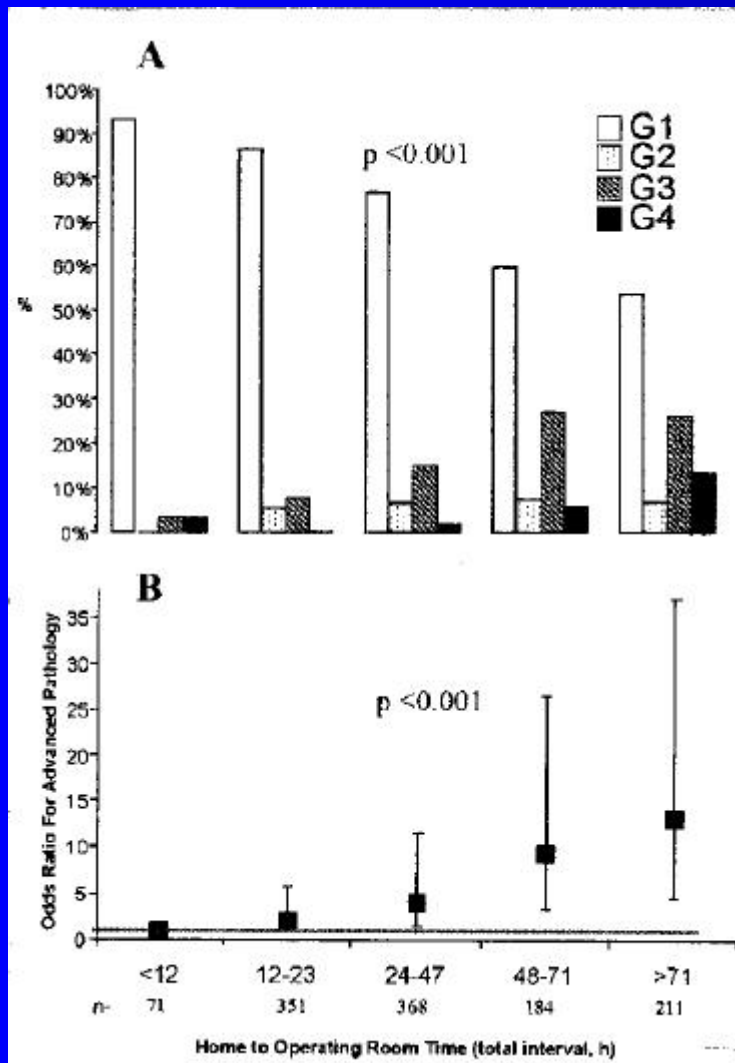 A
100%
90%
80%
70%
60%
50%
40%
30%
20%
10%
0%
%
p <0.001
G1
G2
G3
G4
B
Odds Ratio For Advanced Pathology
35
30
25
20
15
10
5
0
p <0.001
<12 12-23 24-47 48-71 >71
n- 71 351 368 184 211
Home to Operating Room Time (total interval, h)